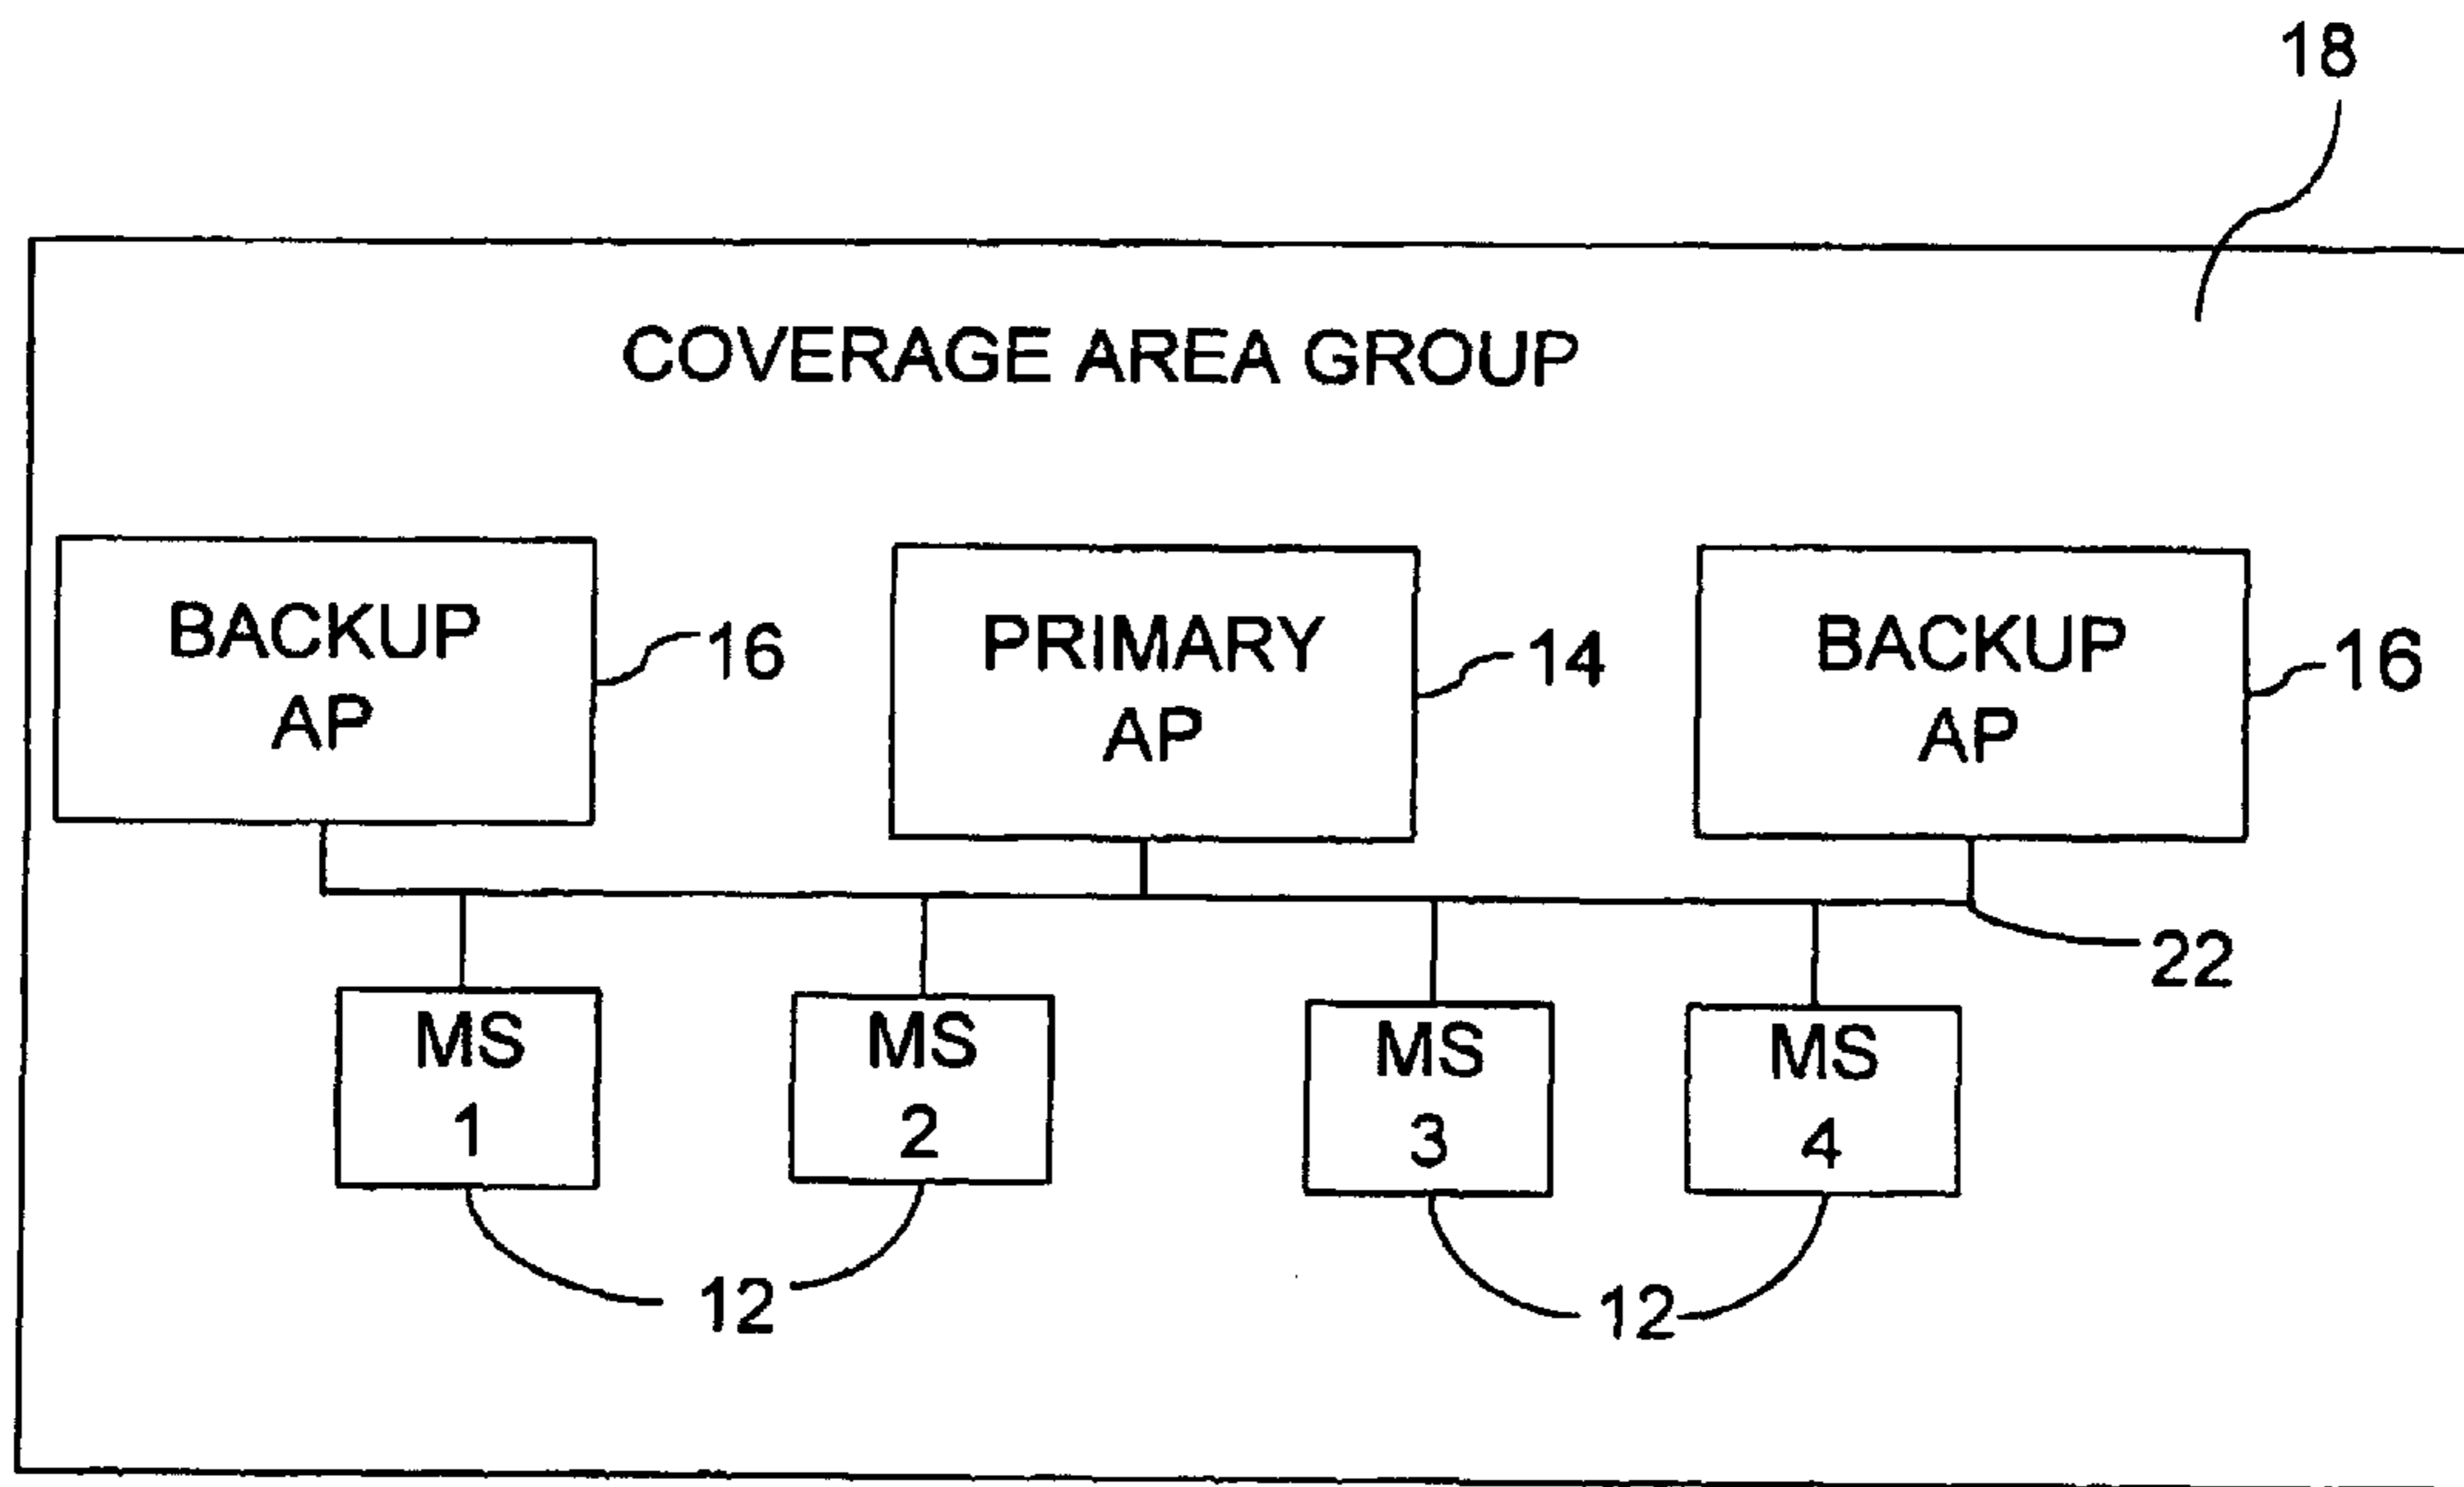 18
COVERAGE AREA GROUP
BACKUP
AP
16
PRIMARY
AP
14
BACKUP
AP
16
22
MS
1
MS
2
MS
3
MS
4
12
12